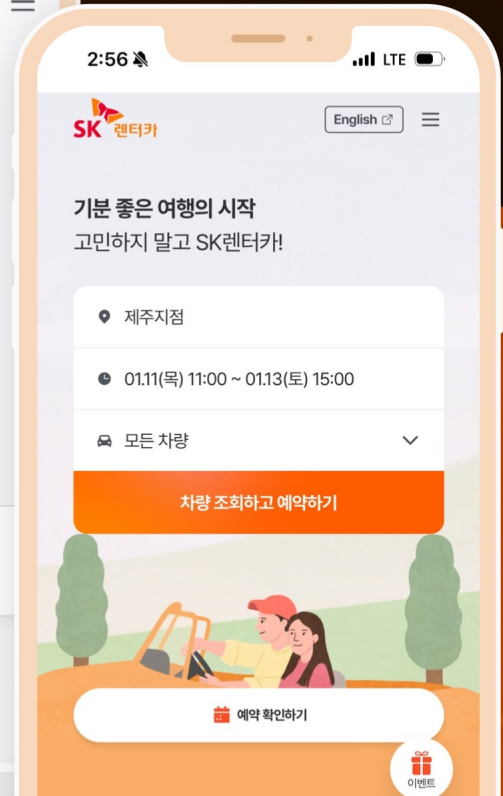 2:56
LTE
SK 렌터카
English
기분 좋은 여행의 시작
고민하지 말고 SK렌터카!
제주지점
01.11(목) 11:00 ~ 01.13(토) 15:00
모든 차량
차량 조회하고 예약하기
예약 확인하기
이벤트